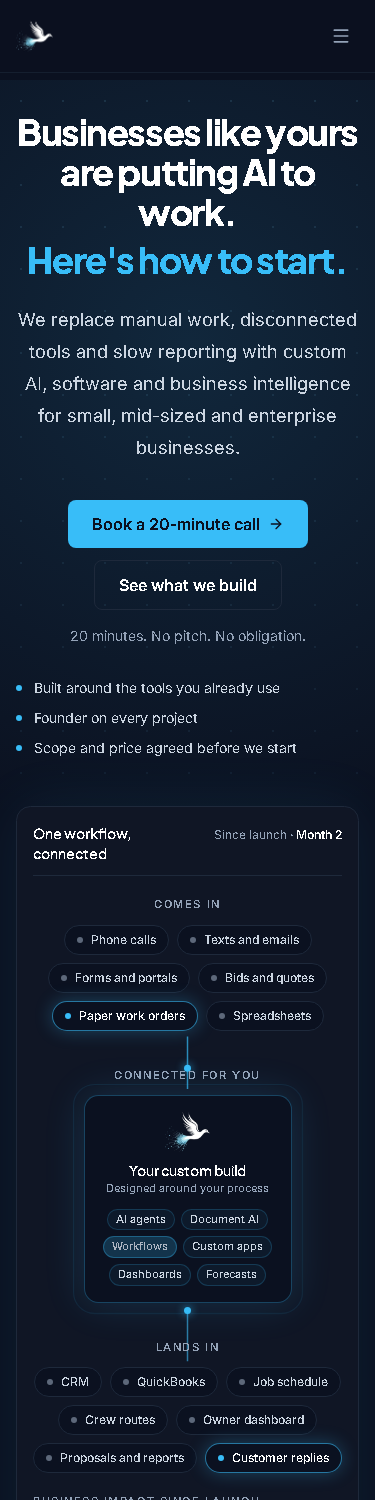 Businesses like yours
are putting AI to
work.
Here's how to start.
We replace manual work, disconnected
tools and slow reporting with custom
AI, software and business intelligence
for small, mid-sized and enterprise
businesses.
Book a 20-minute call →
See what we build
20 minutes. No pitch. No obligation.
Built around the tools you already use
Founder on every project
Scope and price agreed before we start
One workflow,
connected
Since launch · Month 2
COMES IN
Phone calls
Texts and emails
Forms and portals
Bids and quotes
Paper work orders
Spreadsheets
CONNECTED FOR YOU
Your custom build
Designed around your process
AI agents
Document AI
Workflows
Custom apps
Dashboards
Forecasts
LANDS IN
CRM
QuickBooks
Job schedule
Crew routes
Owner dashboard
Proposals and reports
Customer replies
BUSINESS IMPACT SINCE LAUNCH